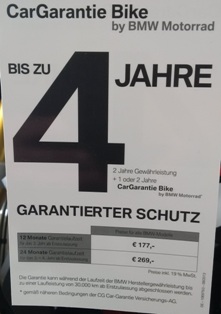 CarGarantie Bike
by BMW Motorrad
BIS ZU
4 JAHRE
2 Jahre Gewährleistung
+ 1 oder 2 Jahre
CarGarantie Bike
by BMW Motorrad*
GARANTIERTER SCHUTZ
12 Monate
€ 177,–
24 Monate
€ 269,–
Preise inkl. 19 % MwSt.
Die Garantie kann während der Laufzeit der BMW Herstellergewährleistung bis
zu einer Laufleistung von 30.000 km ab Erstzulassung abgeschlossen werden.
* gemäß näheren Bedingungen der CG Car-Garantie Versicherungs-AG.